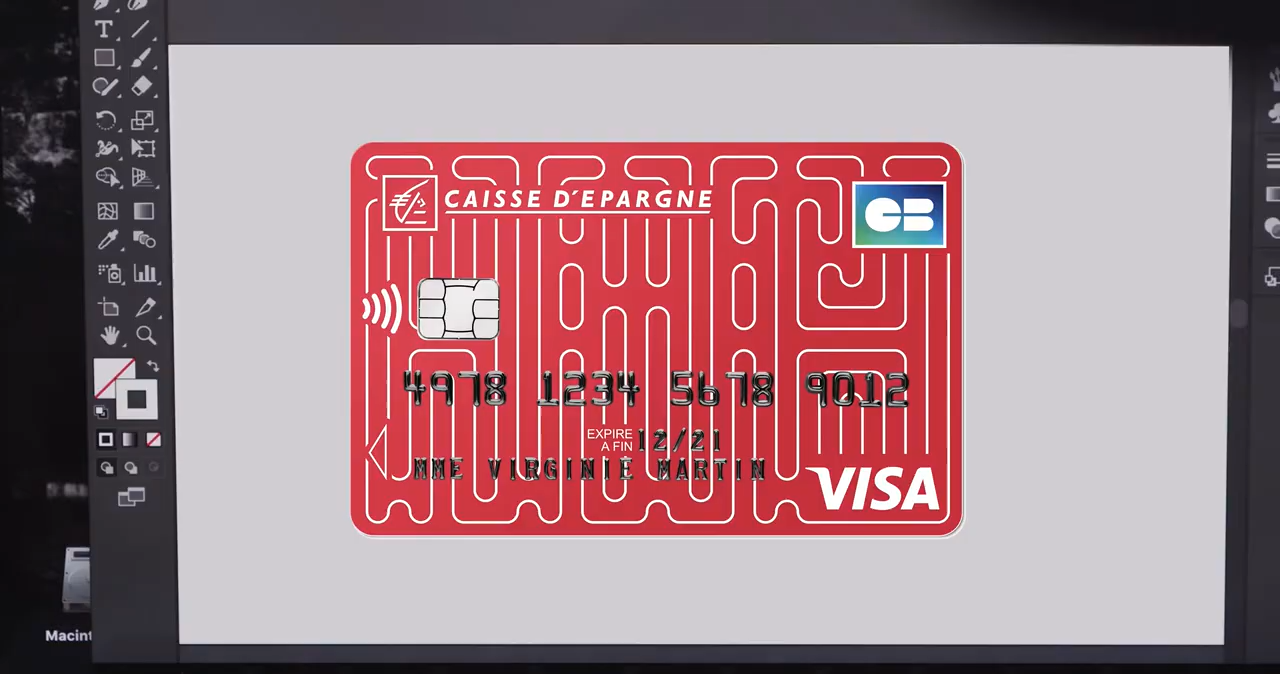 CAISSE D'EPARGNE
CB
4978 1234 5678 9012
EXPIRE
A FIN 12/21
MME VIRGINIE MARTIN
VISA